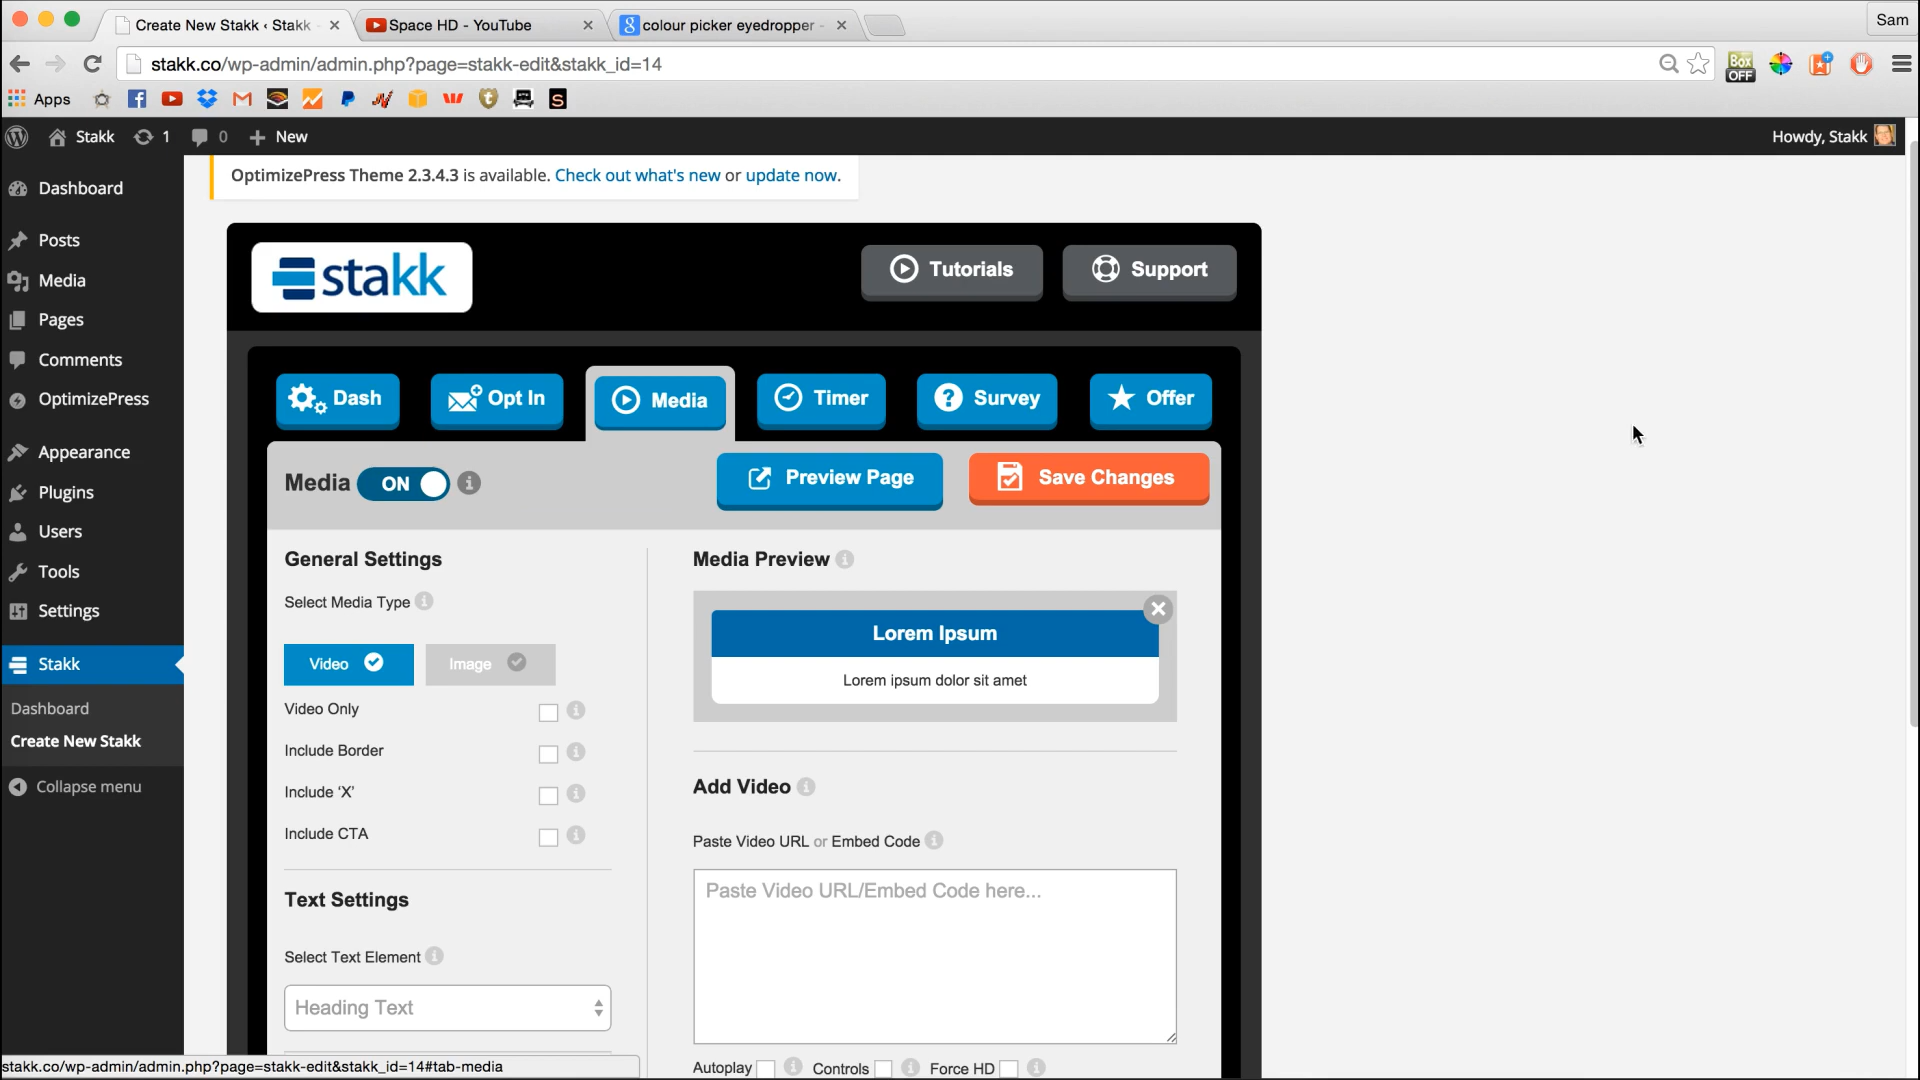 Create New Stakk ‹ Stakk
Space HD - YouTube
colour picker eyedropper -
Sam
stakk.co/wp-admin/admin.php?page=stakk-edit&stakk_id=14
Box
OFF
Apps
Stakk
1
0
New
Howdy, Stakk
OptimizePress Theme 2.3.4.3 is available. Check out what's new or update now.
Dashboard
Posts
Media
Pages
Comments
OptimizePress
Appearance
Plugins
Users
Tools
Settings
Stakk
Dashboard
Create New Stakk
Collapse menu
stakk
Tutorials
Support
Dash
Opt In
Media
Timer
Survey
Offer
Media ON
Preview Page
Save Changes
General Settings
Select Media Type
Video
Image
Video Only
Include Border
Include ‘X’
Include CTA
Text Settings
Select Text Element
Heading Text
Media Preview
Lorem Ipsum
Lorem ipsum dolor sit amet
Add Video
Paste Video URL or Embed Code
Paste Video URL/Embed Code here...
Autoplay Controls Force HD
stakk.co/wp-admin/admin.php?page=stakk-edit&stakk_id=14#tab-media